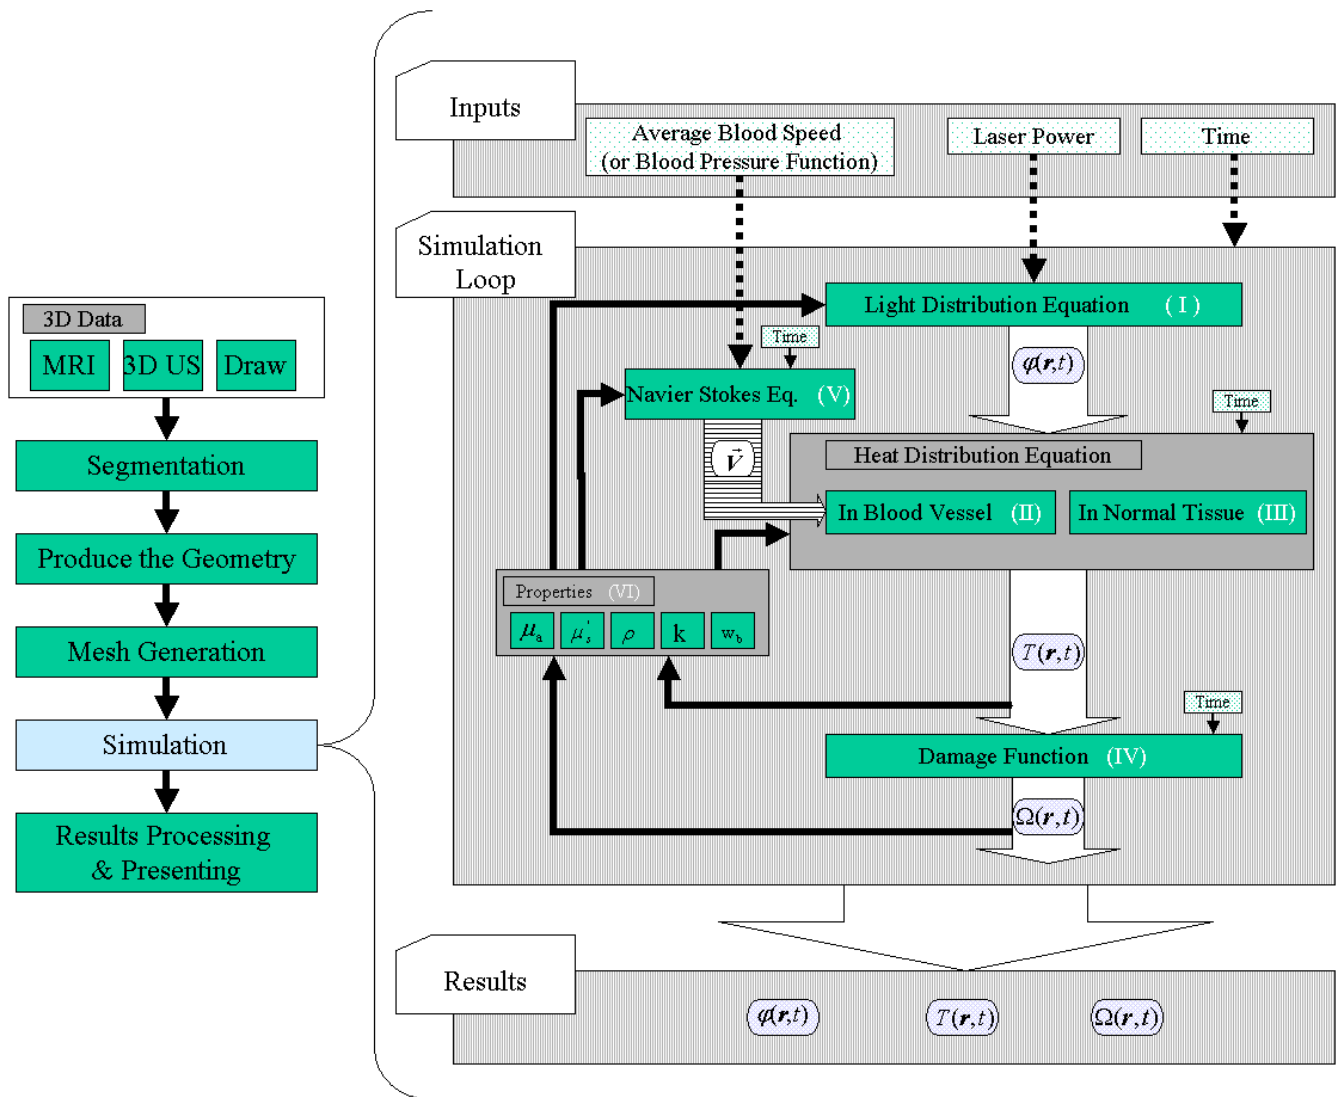 3D Data
MRI
3D US
Draw
Segmentation
Produce the Geometry
Mesh Generation
Simulation
Results Processing
& Presenting
Inputs
Average Blood Speed
(or Blood Pressure Function)
Laser Power
Time
Simulation
Loop
Light Distribution Equation ( I )
φ(r,t)
Time
Navier Stokes Eq. (V)
V⃗
Time
Heat Distribution Equation
In Blood Vessel (II)
In Normal Tissue (III)
Properties (VI)
μa
μ's
ρ
k
wb
T(r,t)
Time
Damage Function (IV)
Ω(r,t)
Results
φ(r,t)
T(r,t)
Ω(r,t)